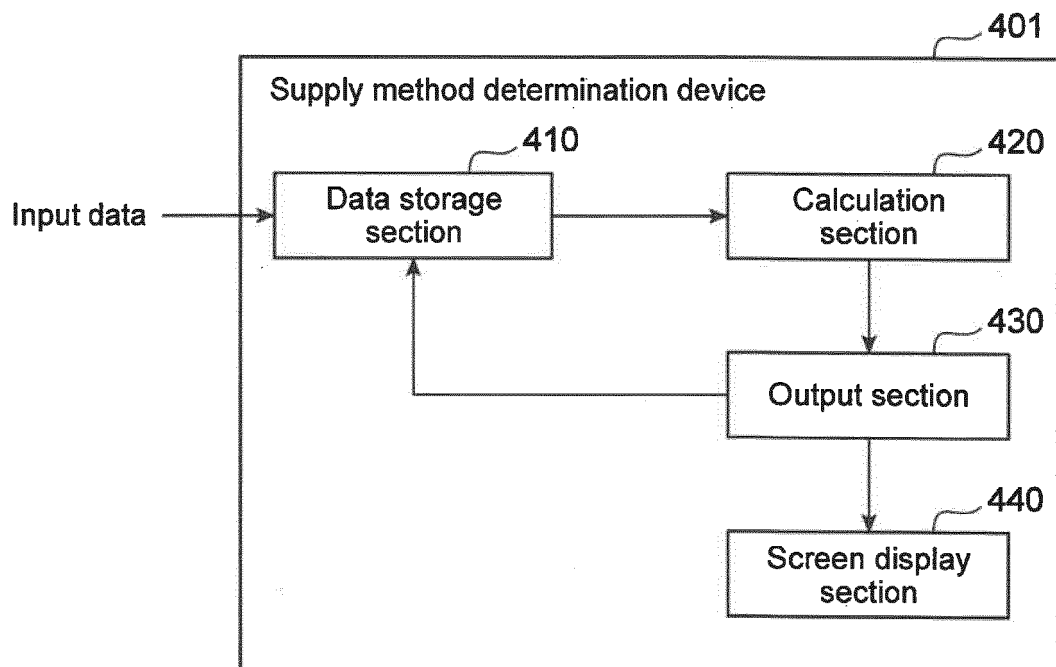 401
Supply method determination device
410
420
Input data
Data storage
section
Calculation
section
430
Output section
440
Screen display
section